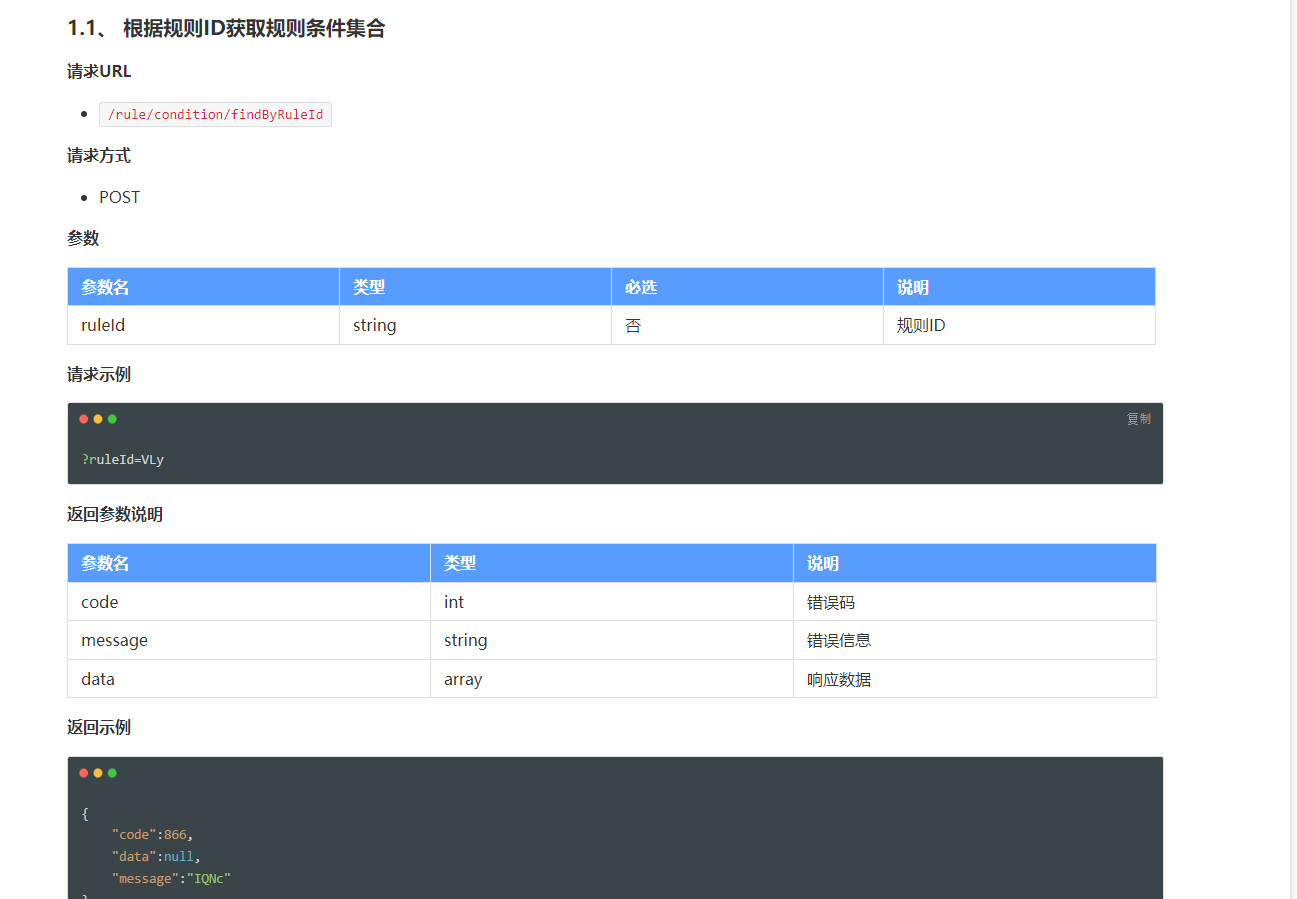 1.1、 根据规则ID获取规则条件集合
请求URL
/rule/condition/findByRuleId
请求方式
POST
参数
参数名 类型 必选 说明
ruleId string 否 规则ID
请求示例
复制
?ruleId=VLy
返回参数说明
参数名 类型 说明
code int 错误码
message string 错误信息
data array 响应数据
返回示例
{
"code":866,
"data":null,
"message":"IQNc"
}